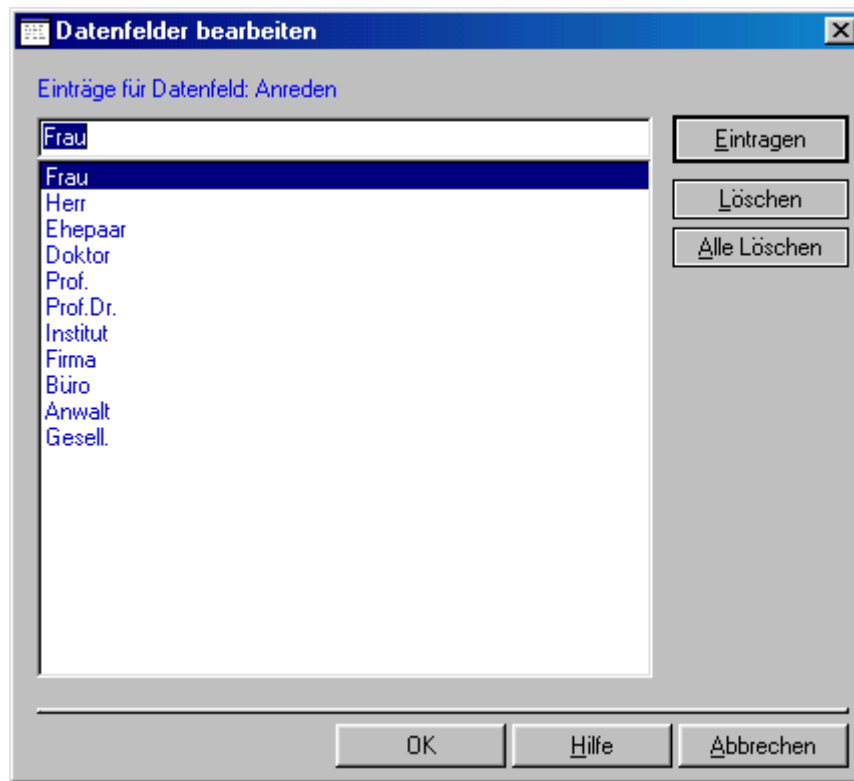 Datenfelder bearbeiten
Einträge für Datenfeld: Anreden
Frau
Eintragen
Frau
Herr
Ehepaar
Doktor
Prof.
Prof.Dr.
Institut
Firma
Büro
Anwalt
Gesell.
Löschen
Alle Löschen
OK
Hilfe
Abbrechen